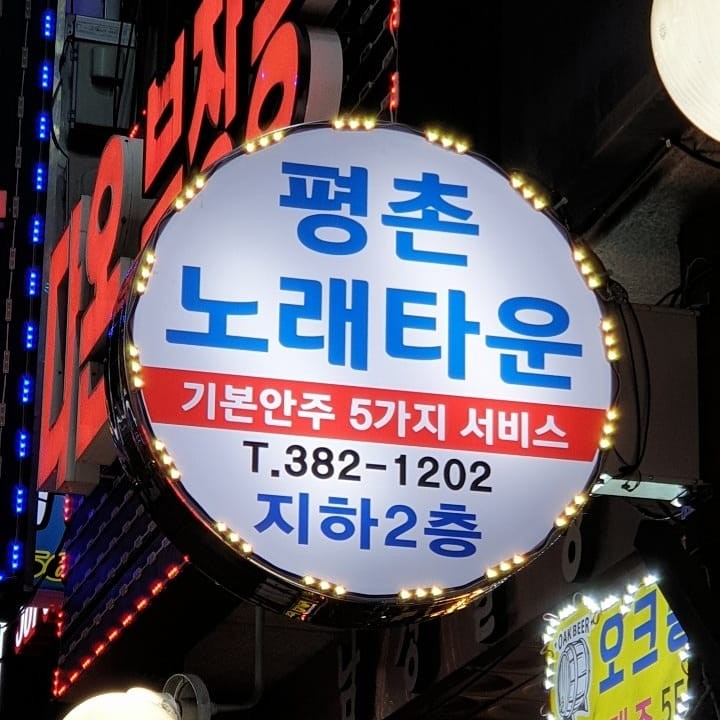 평촌
노래타운
기본안주 5가지 서비스
T.382-1202
지하2층
OAK BEER
오크